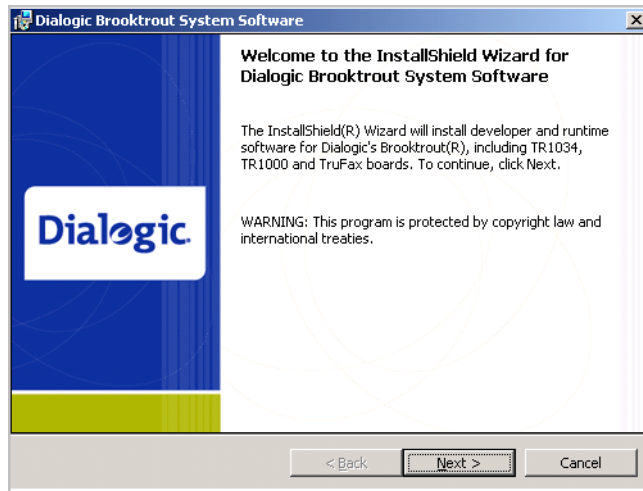 Dialogic Brooktrout System Software
Welcome to the InstallShield Wizard for
Dialogic Brooktrout System Software
The InstallShield(R) Wizard will install developer and runtime
software for Dialogic's Brooktrout(R), including TR1034,
TR1000 and TruFax boards. To continue, click Next.
Dialogic.
WARNING: This program is protected by copyright law and
international treaties.
< Back
Next >
Cancel